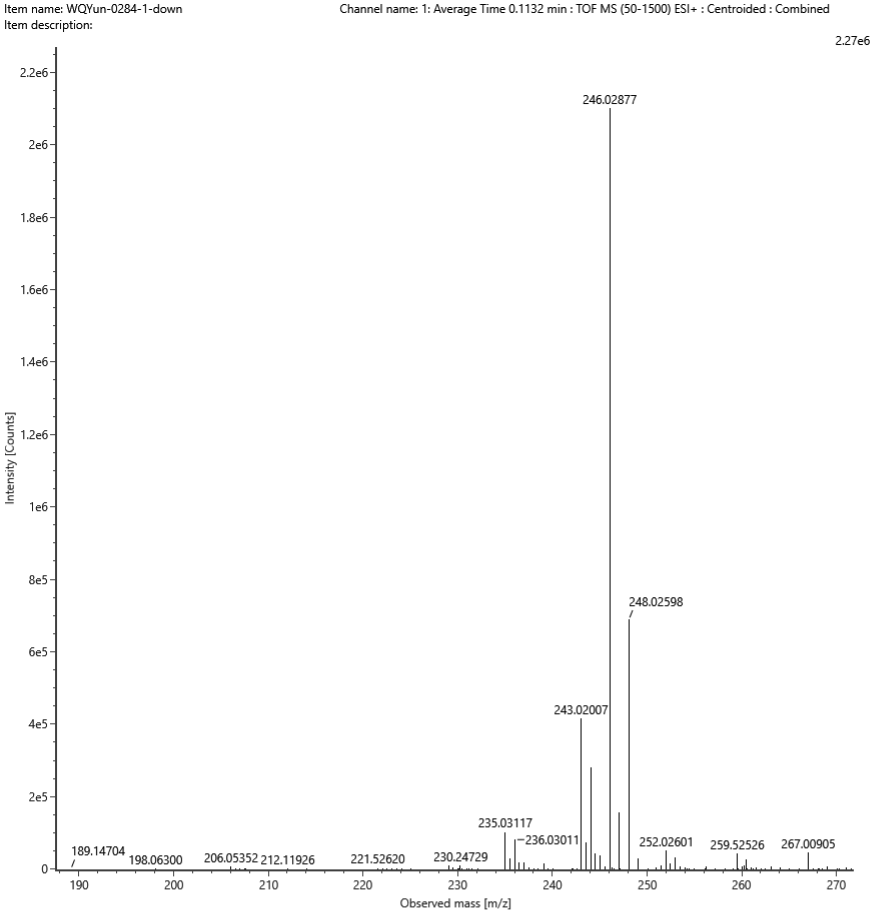 Item name: WQYun-0284-1-down
Channel name: 1: Average Time 0.1132 min : TOF MS (50-1500) ESI+ : Centroided : Combined
Item description:
2.27e6
2.2e6
246.02877
2e6
1.8e6
1.6e6
1.4e6
1.2e6
1e6
8e5
248.02598
6e5
243.02007
4e5
2e5
235.03117
236.03011
252.02601
259.52526
267.00905
189.14704
198.06300
206.05352
212.11926
221.52620
230.24729
0
190
200
210
220
230
240
250
260
270
Intensity [Counts]
Observed mass [m/z]